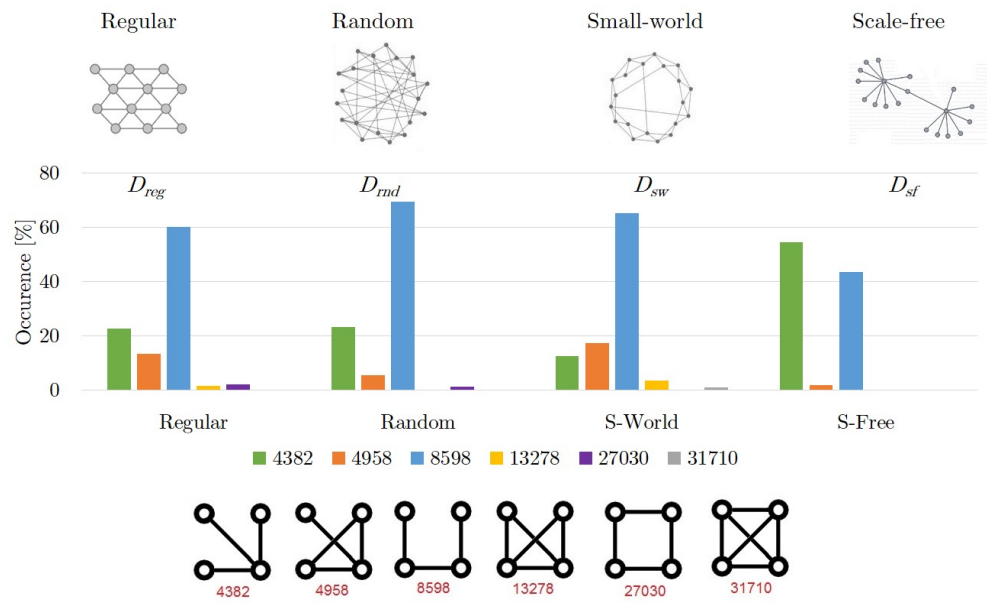 Regular Random Small-world Scale-free
80
D_reg D_rnd D_sw D_sf
60
40
20
0
Occurence [%]
Regular Random S-World S-Free
4382 4958 8598 13278 27030 31710
4382 4958 8598 13278 27030 31710